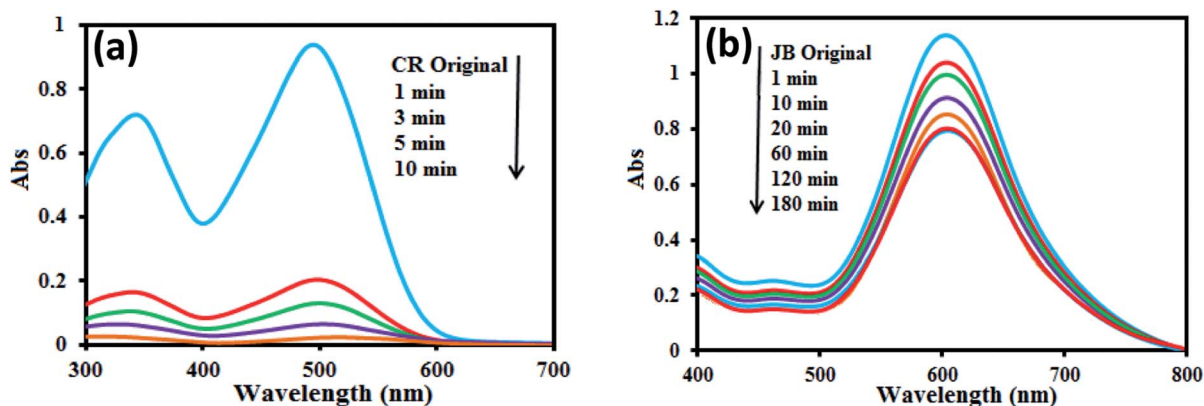 (a)
CR Original
1 min
3 min
5 min
10 min
1
0.8
0.6
0.4
0.2
0
Abs
300 400 500 600 700
Wavelength (nm)
(b)
JB Original
1 min
10 min
20 min
60 min
120 min
180 min
1.2
1
0.8
0.6
0.4
0.2
0
Abs
400 500 600 700 800
Wavelength (nm)